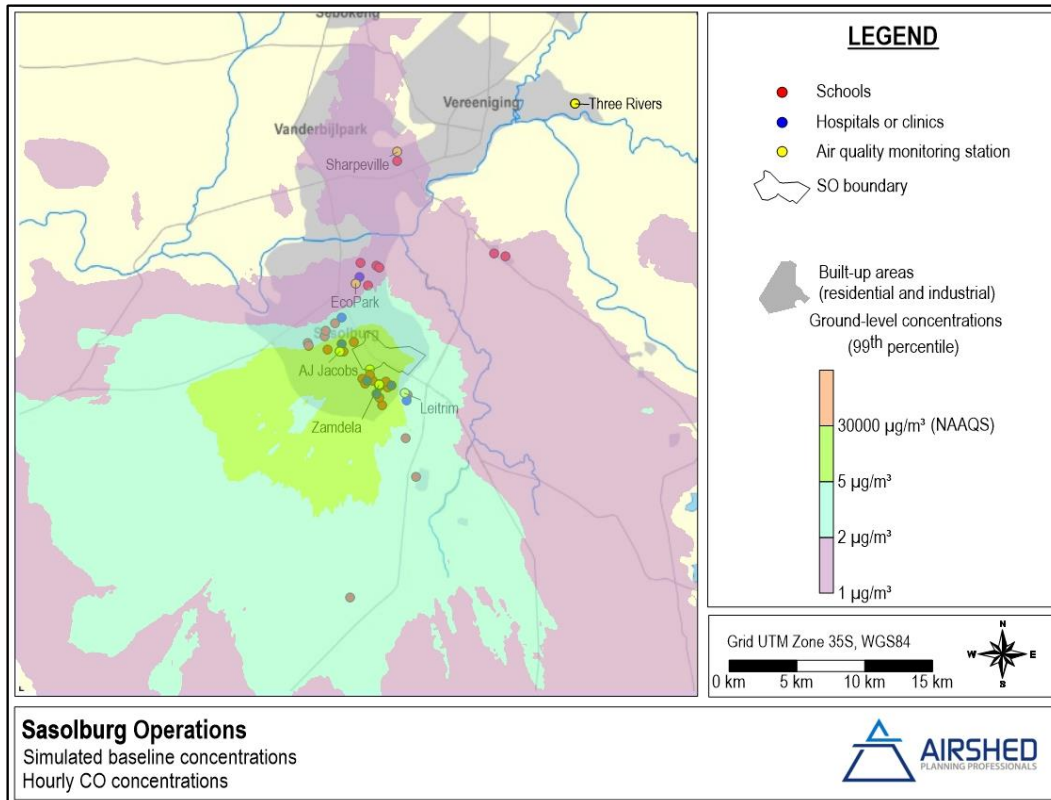 Sebokeng
Vereeniging
Three Rivers
Vanderbijlpark
Sharpeville
EcoPark
Sasolburg
AJ Jacobs
Leitrim
Zamdela
LEGEND
Schools
Hospitals or clinics
Air quality monitoring station
SO boundary
Built-up areas
(residential and industrial)
Ground-level concentrations
(99th percentile)
30000 µg/m³ (NAAQS)
5 µg/m³
2 µg/m³
1 µg/m³
Grid UTM Zone 35S, WGS84
0 km 5 km 10 km 15 km
N
W E
S
Sasolburg Operations
Simulated baseline concentrations
Hourly CO concentrations
AIRSHED
PLANNING PROFESSIONALS